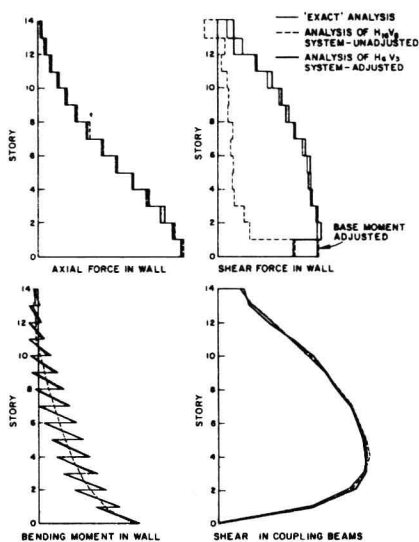 'EXACT' ANALYSIS
ANALYSIS OF H₁₀V₉
SYSTEM-UNADJUSTED
ANALYSIS OF H₆V₃
SYSTEM-ADJUSTED
14
12
10
8
6
4
2
0
STORY
AXIAL FORCE IN WALL
14
12
10
8
6
4
2
0
STORY
BASE MOMENT
ADJUSTED
SHEAR FORCE IN WALL
14
12
10
8
6
4
2
0
STORY
BENDING MOMENT IN WALL
14
12
10
8
6
4
2
0
STORY
SHEAR IN COUPLING BEAMS